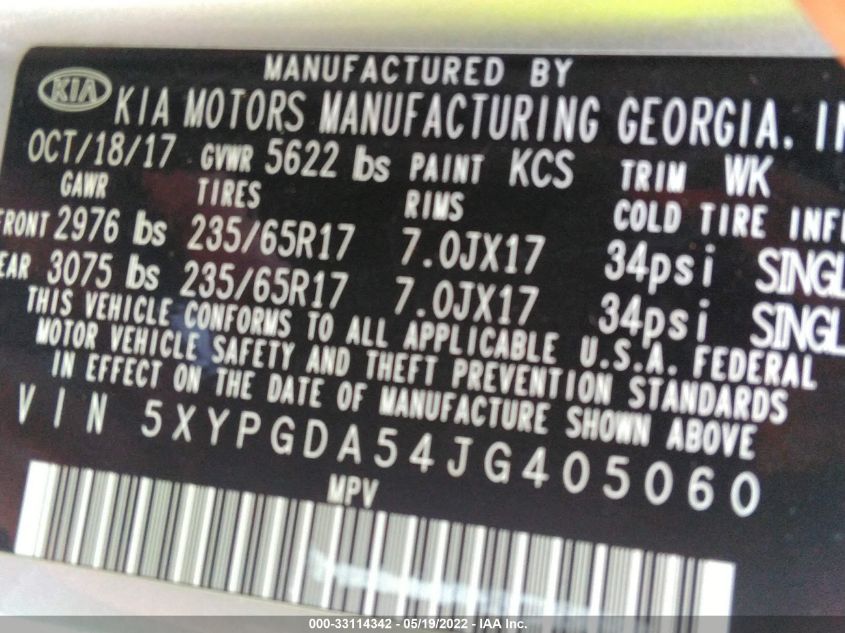 MANUFACTURED BY
KIA KIA MOTORS MANUFACTURING GEORGIA. IN
OCT/18/17 GVWR 5622 lbs PAINT KCS TRIM WK
GAWR TIRES RIMS COLD TIRE INFL
FRONT 2976 lbs 235/65R17 7.0JX17 34psi SINGL
EAR 3075 lbs 235/65R17 7.0JX17 34psi SINGL
THIS VEHICLE CONFORMS TO ALL APPLICABLE U.S.A. FEDERAL
MOTOR VEHICLE SAFETY AND THEFT PREVENTION STANDARDS
IN EFFECT ON THE DATE OF MANUFACTURE SHOWN ABOVE
VIN 5XYPGDA54JG405060
MPV
000-33114342 - 05/19/2022 - IAA Inc.